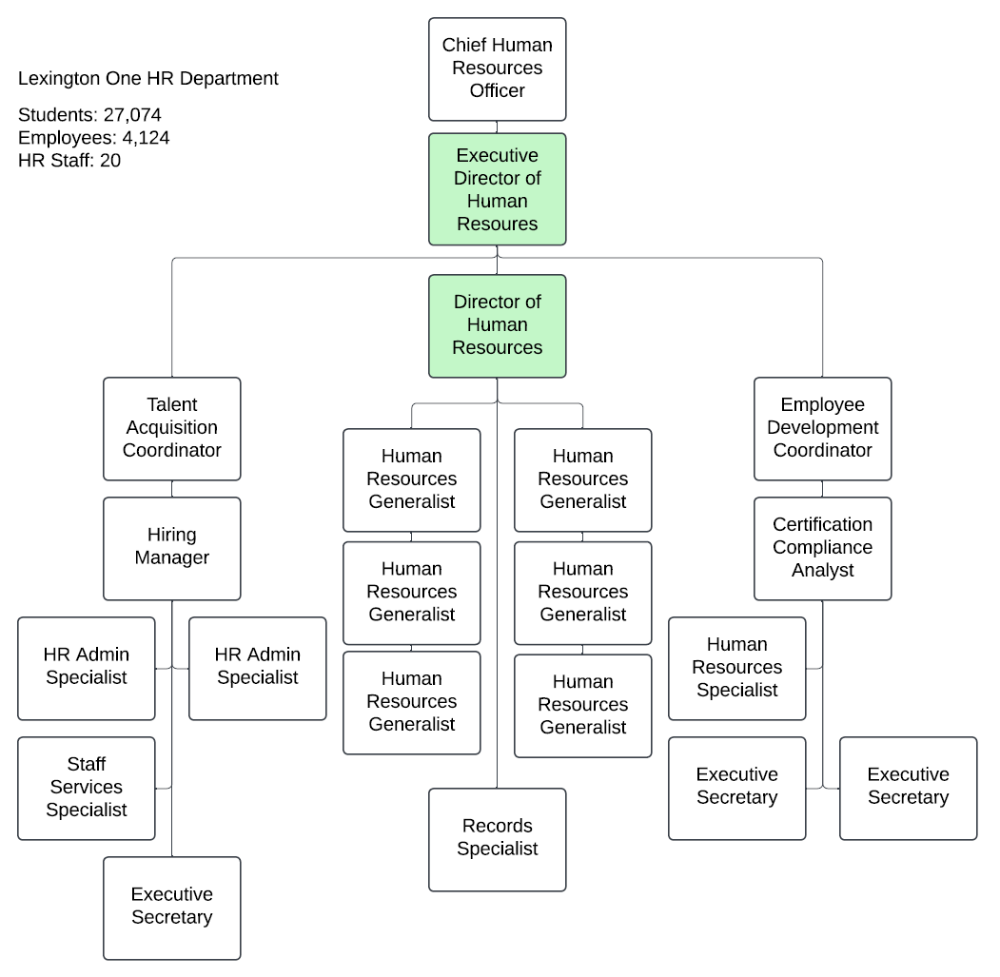 Lexington One HR Department
Students: 27,074
Employees: 4,124
HR Staff: 20
Chief Human
Resources
Officer
Executive
Director of
Human
Resoures
Director of
Human
Resources
Talent
Acquisition
Coordinator
Hiring
Manager
HR Admin
Specialist
HR Admin
Specialist
Staff
Services
Specialist
Executive
Secretary
Human
Resources
Generalist
Human
Resources
Generalist
Human
Resources
Generalist
Human
Resources
Generalist
Human
Resources
Generalist
Human
Resources
Generalist
Records
Specialist
Employee
Development
Coordinator
Certification
Compliance
Analyst
Human
Resources
Specialist
Executive
Secretary
Executive
Secretary